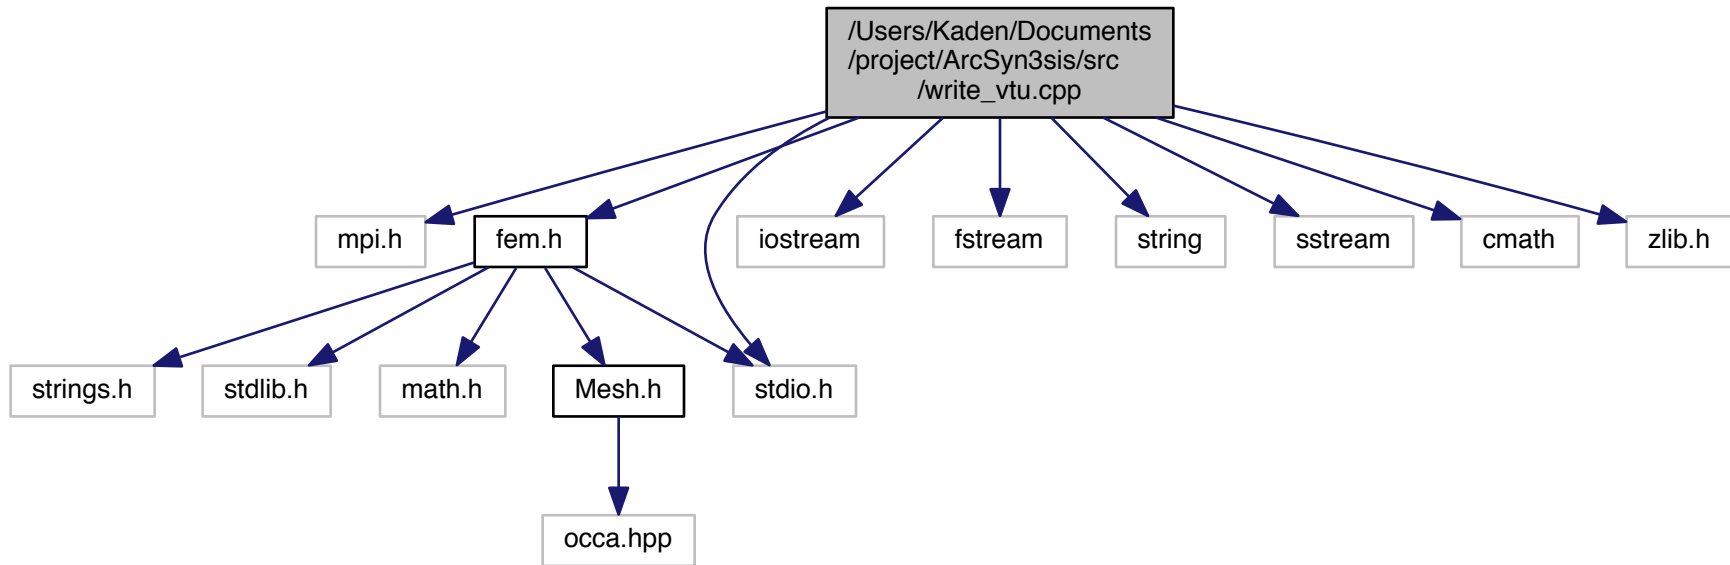 /Users/Kaden/Documents
/project/ArcSyn3sis/src
/write_vtu.cpp
mpi.h
fem.h
iostream
fstream
string
sstream
cmath
zlib.h
strings.h
stdlib.h
math.h
Mesh.h
stdio.h
occa.hpp